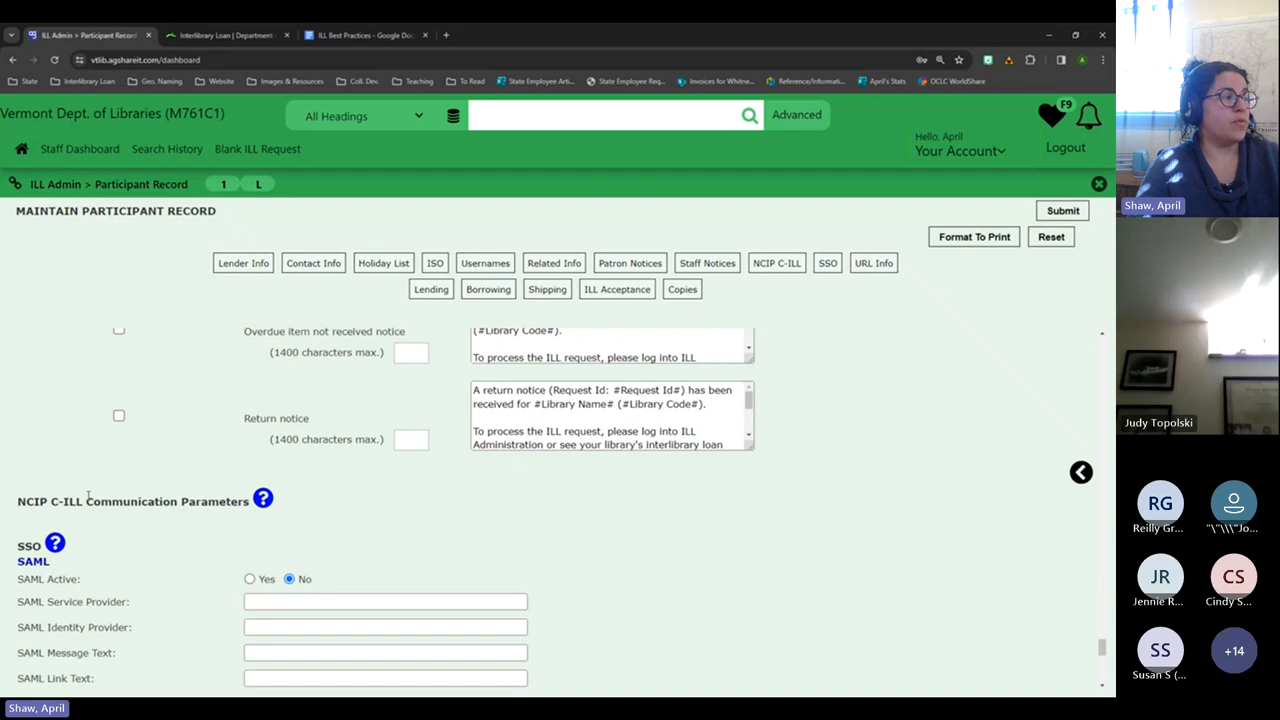 ILL Admin > Participant Record
Interlibrary Loan | Department
ILL Best Practices - Google Doc
vtlib.agshareit.com/dashboard
State
Interlibrary Loan
Geo. Naming
Website
Images & Resources
Coll. Dev.
Teaching
To Read
State Employee Arti...
State Employee Req...
Invoices for Whitne...
Reference/Informati...
April's Stats
OCLC WorldShare
Vermont Dept. of Libraries (M761C1)
All Headings
Advanced
Hello, April
Your Account
F9
Logout
Staff Dashboard
Search History
Blank ILL Request
ILL Admin > Participant Record
1
L
MAINTAIN PARTICIPANT RECORD
Submit
Format To Print
Reset
Lender Info
Contact Info
Holiday List
ISO
Usernames
Related Info
Patron Notices
Staff Notices
NCIP C-ILL
SSO
URL Info
Lending
Borrowing
Shipping
ILL Acceptance
Copies
Overdue item not received notice
(1400 characters max.)
(#Library Code#).
To process the ILL request, please log into ILL
Return notice
(1400 characters max.)
A return notice (Request Id: #Request Id#) has been
received for #Library Name# (#Library Code#).
To process the ILL request, please log into ILL
Administration or see your library's interlibrary loan
NCIP C-ILL Communication Parameters ?
SSO ?
SAML
SAML Active:
Yes
No
SAML Service Provider:
SAML Identity Provider:
SAML Message Text:
SAML Link Text:
Shaw, April
Shaw, April
Judy Topolski
RG
Reilly Gr...
"\"\\\"Jo...
JR
Jennie R...
CS
Cindy S...
SS
Susan S (...
+14